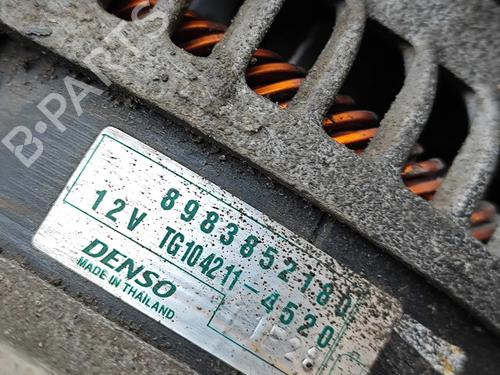 B-PARTS
8983852180
12V TG104211-4520
DENSO
MADE IN THAILAND.